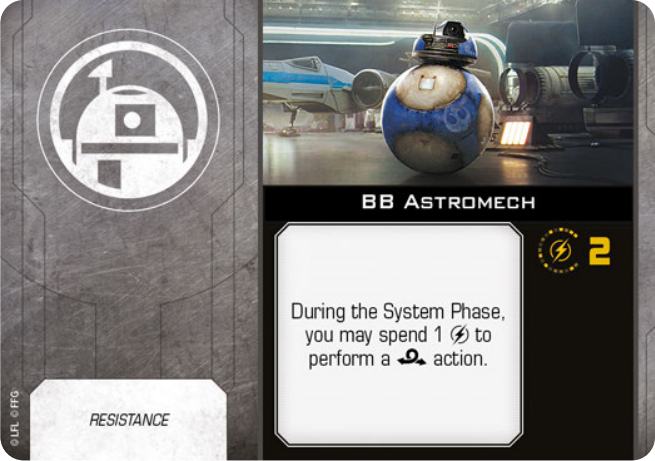 BB ASTROMECH
2
During the System Phase,
you may spend 1 to
perform a action.
RESISTANCE
© LFL © FFG